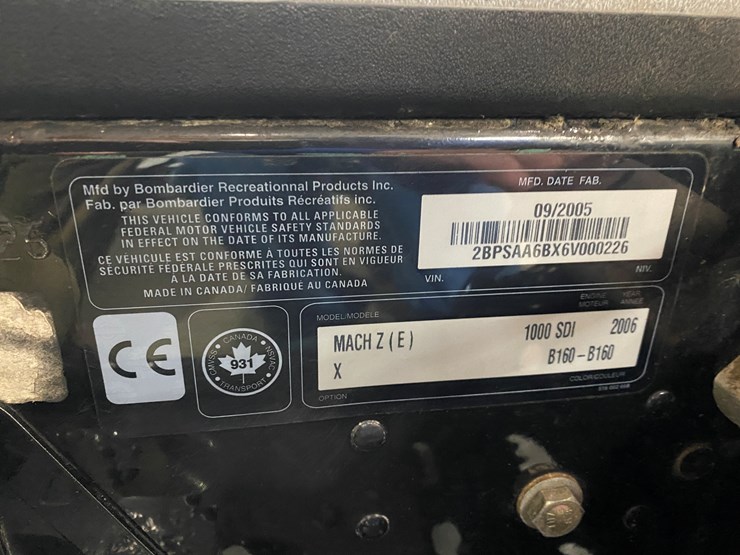 Mfd by Bombardier Recreationnal Products Inc.
Fab. par Bombardier Produits Récréatifs inc.
THIS VEHICLE CONFORMS TO ALL APPLICABLE
FEDERAL MOTOR VEHICLE SAFETY STANDARDS
IN EFFECT ON THE DATE OF ITS MANUFACTURE.
CE VÉHICULE EST CONFORME À TOUTES LES NORMES DE
SÉCURITÉ FÉDÉRALE PRESCRITES QUI SONT EN VIGUEUR
À LA DATE DE SA FABRICATION.
MADE IN CANADA/ FABRIQUÉ AU CANADA
MFD. DATE FAB.
09/2005
2BPSAA6BX6V000226
VIN.
NIV.
CE
CANADA
CMVSS
NSVAC
931
TRANSPORT
MODEL/MODELE
ENGINE
MOTEUR
YEAR
ANNEE
MACH Z (E)
1000 SDI
2006
X
B160-B160
OPTION
COLOR/COULEUR